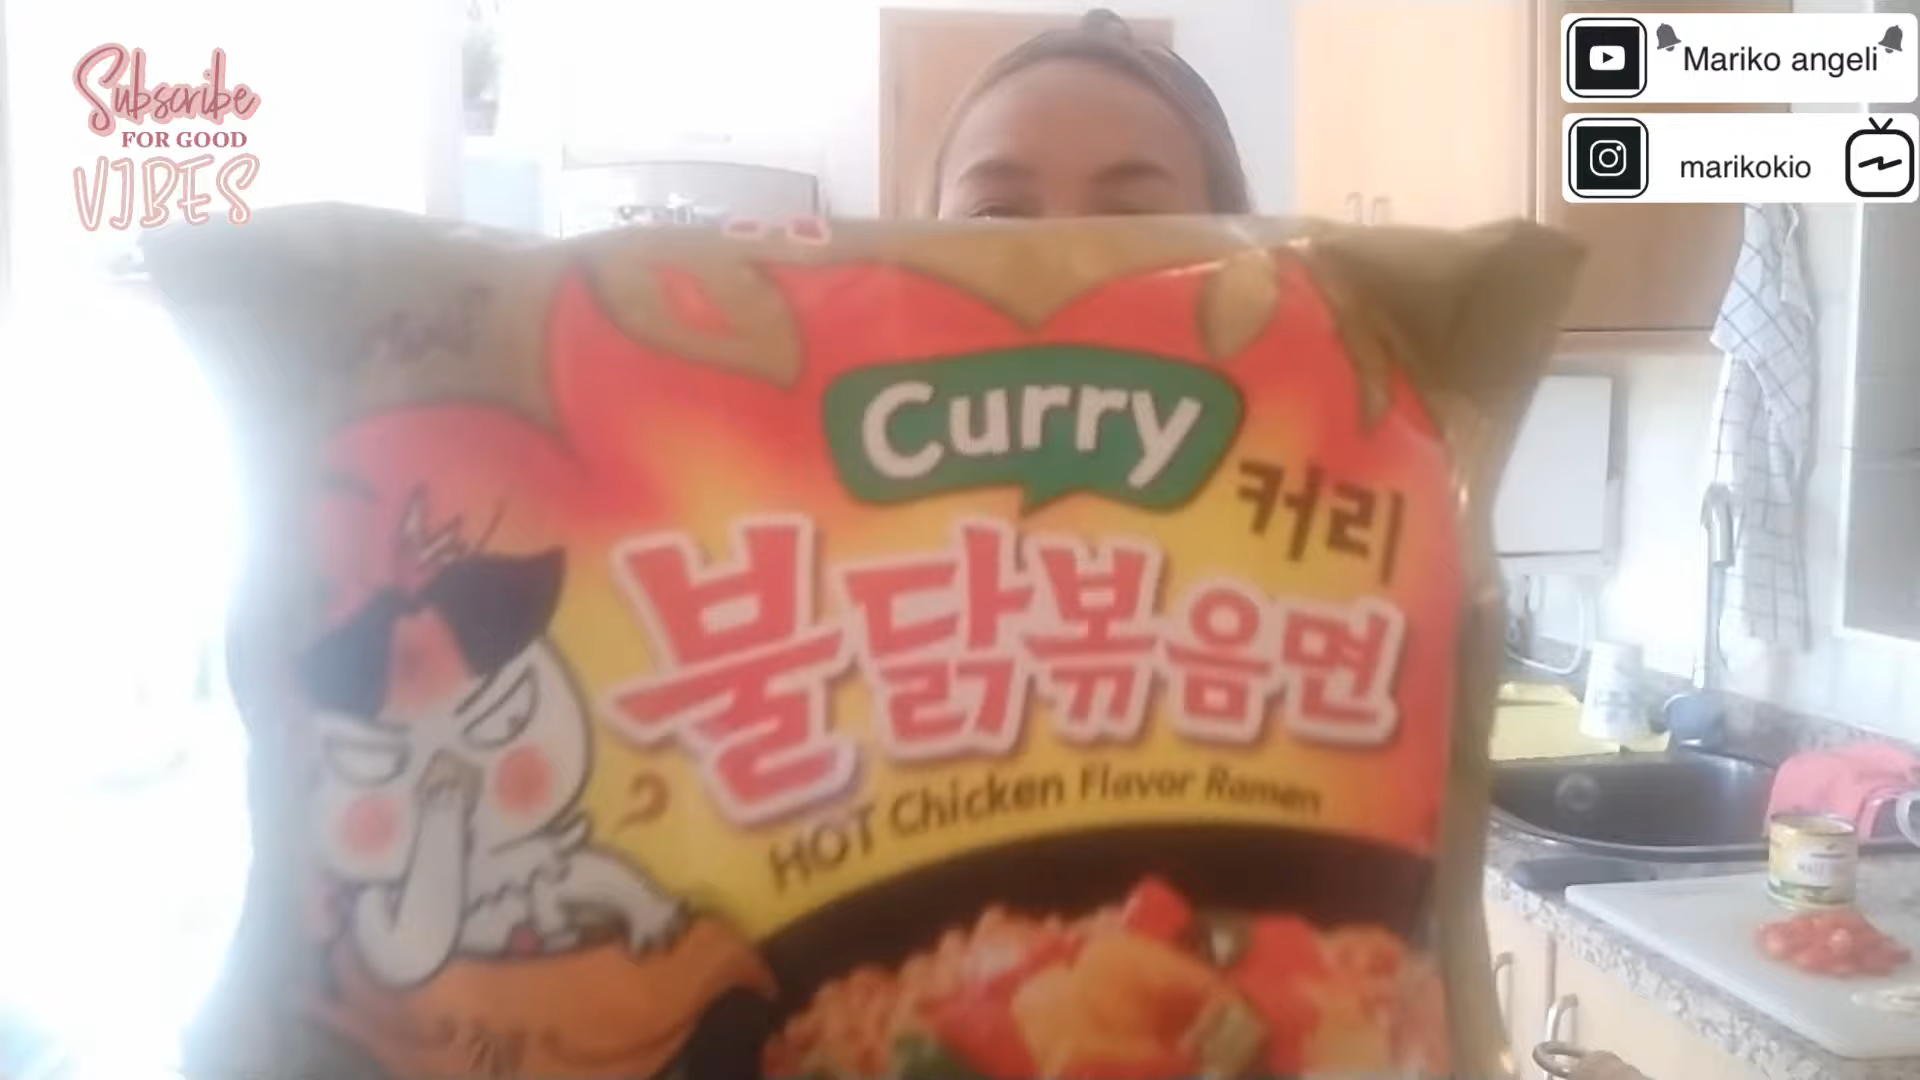 Subscribe
FOR GOOD
VIBES
Mariko angeli
marikokio
Curry
커리
불닭볶음면
HOT Chicken Flavor Ramen